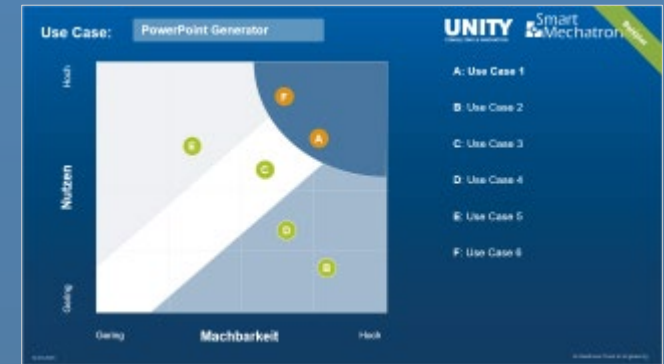 Use Case:
PowerPoint Generator
UNITY
Smart
Mechatronics
Hoch
Nutzen
Gering
F
A
E
C
D
B
Gering
Machbarkeit
Hoch
A: Use Case 1
B: Use Case 2
C: Use Case 3
D: Use Case 4
E: Use Case 5
F: Use Case 6